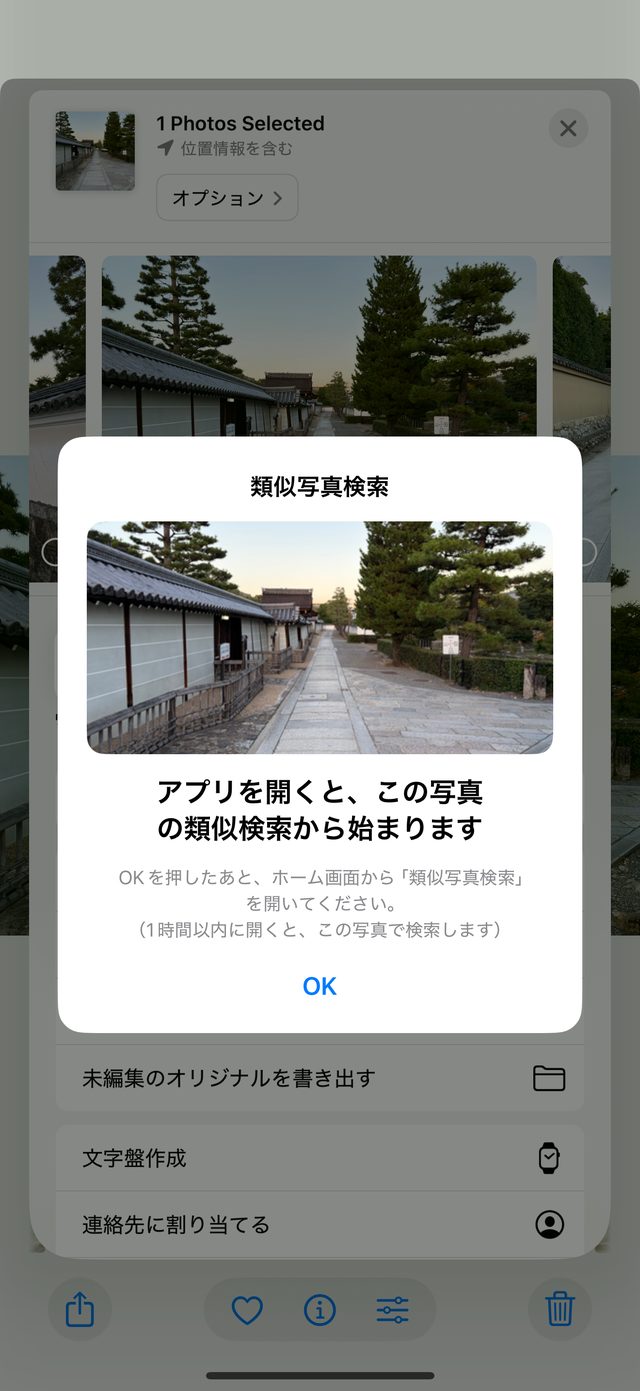 1 Photos Selected
位置情報を含む
オプション
類似写真検索
アプリを開くと、この写真
の類似検索から始まります
OKを押したあと、ホーム画面から「類似写真検索」
を開いてください。
（1時間以内に開くと、この写真で検索します）
OK
未編集のオリジナルを書き出す
文字盤作成
連絡先に割り当てる